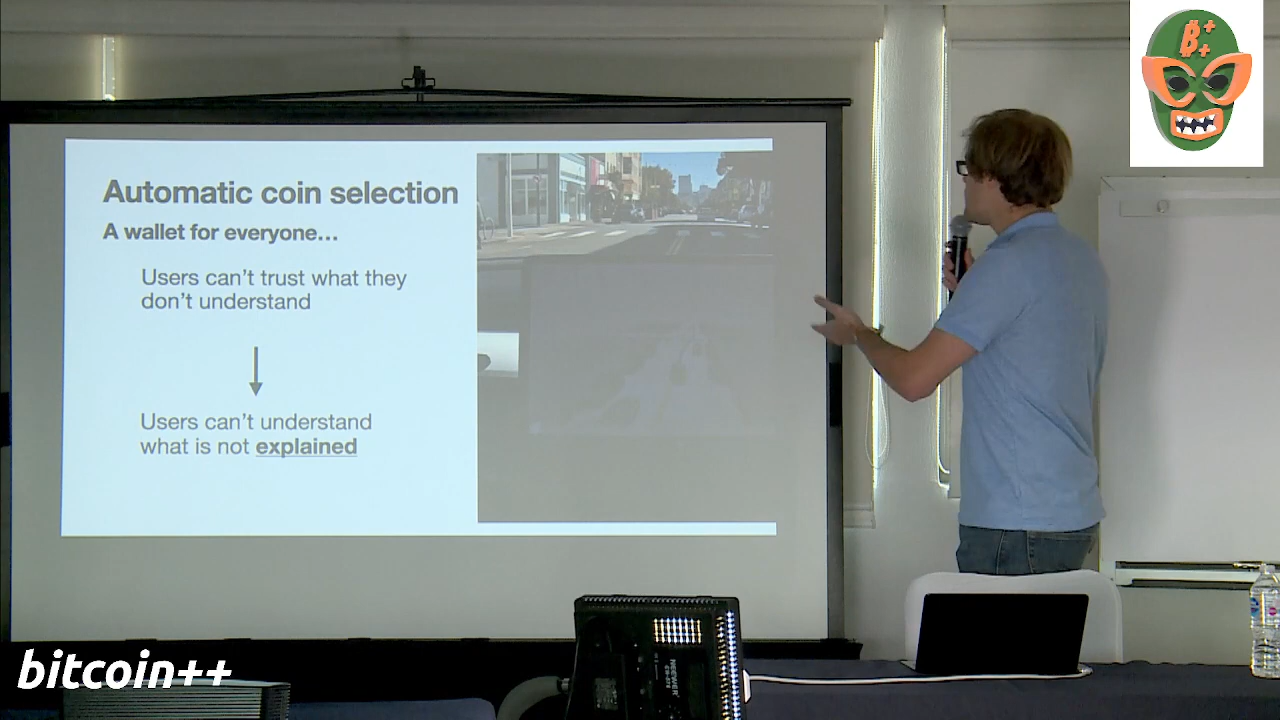 Automatic coin selection
A wallet for everyone…
Users can’t trust what they
don’t understand
Users can’t understand
what is not explained
bitcoin++
NEEWER